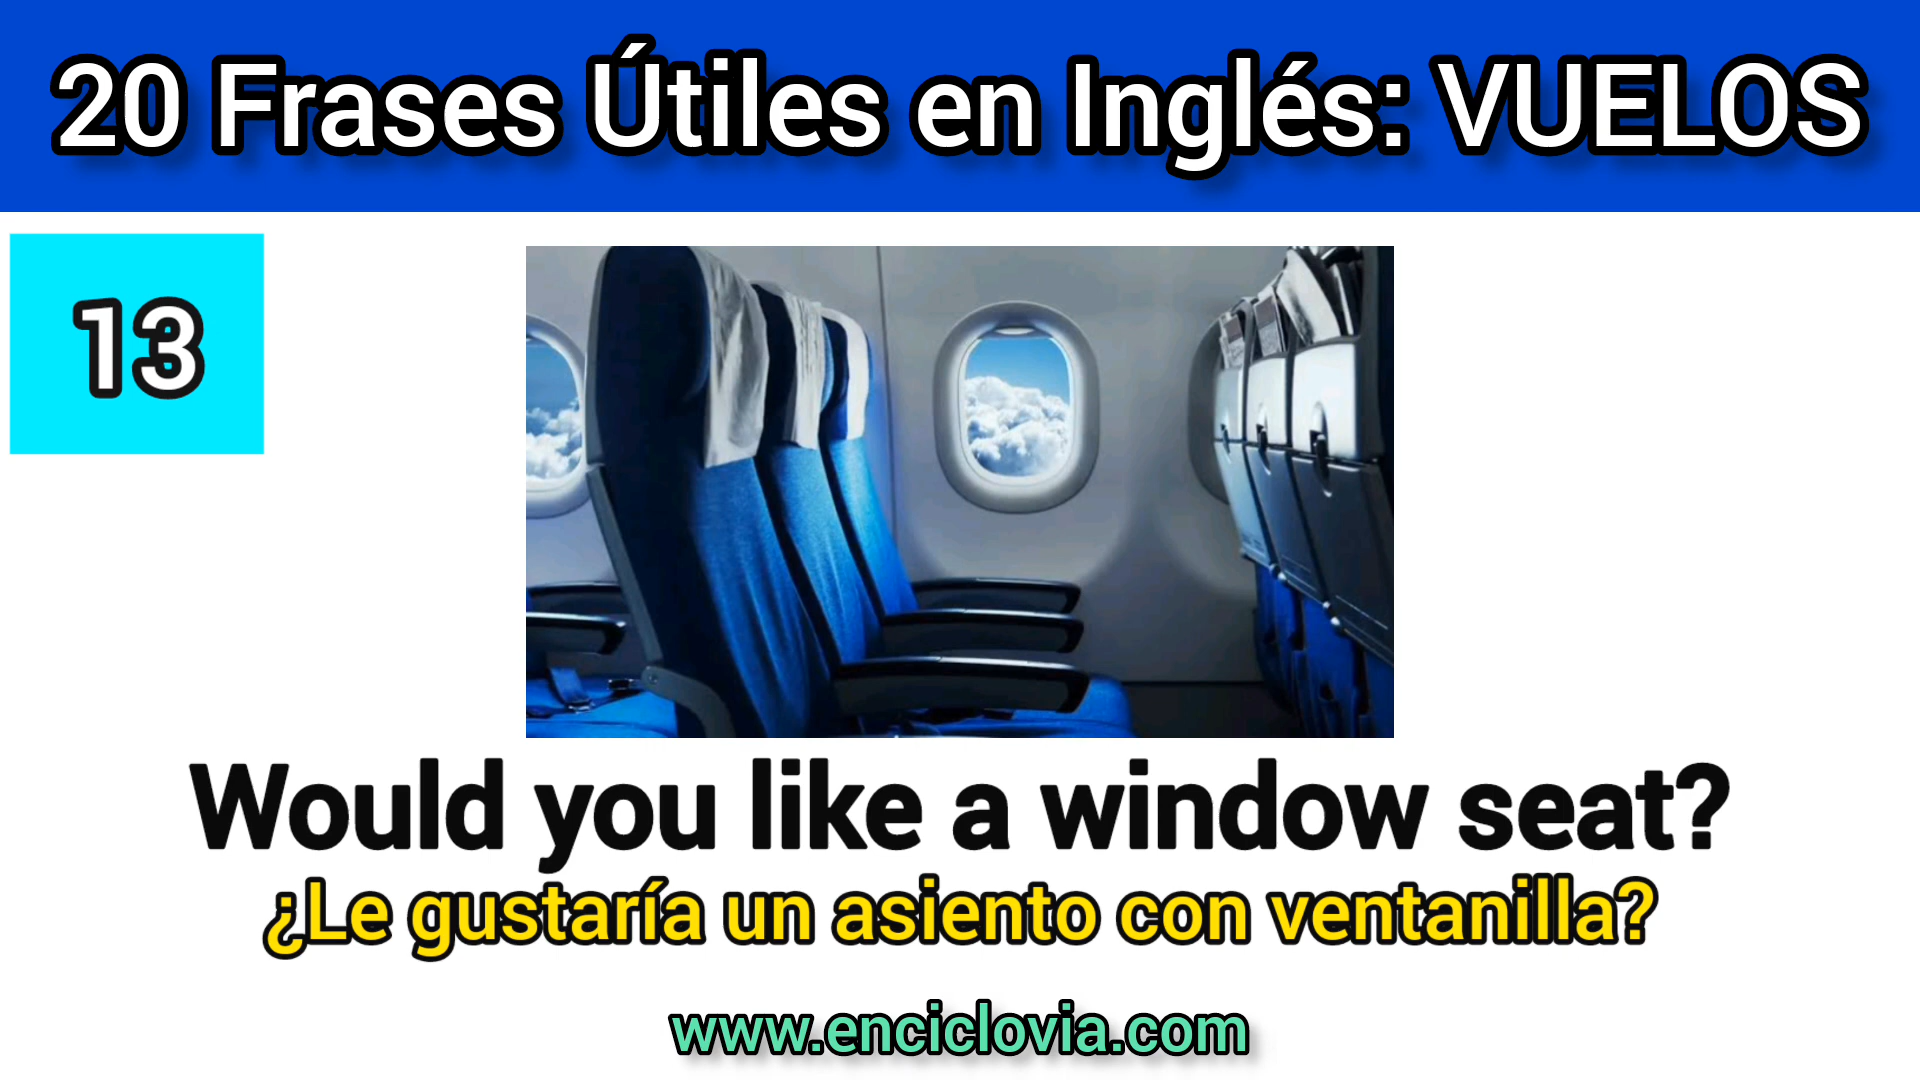 20 Frases Útiles en Inglés: VUELOS
13
Would you like a window seat?
¿Le gustaría un asiento con ventanilla?
www.enciclovia.com